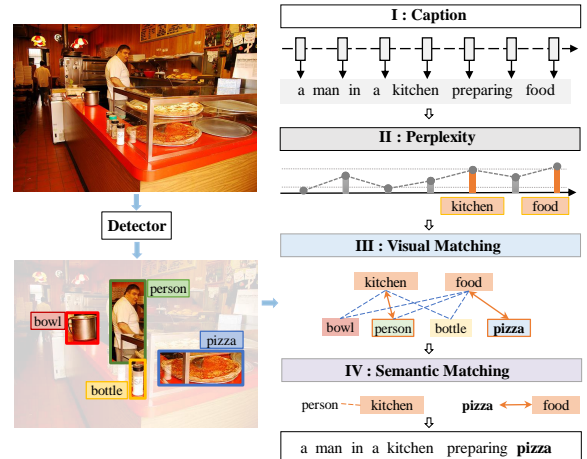 I : Caption
a man in a kitchen preparing food
II : Perplexity
kitchen food
Detector
III : Visual Matching
kitchen food
bowl person bottle pizza
person
bowl
pizza
bottle
IV : Semantic Matching
person kitchen pizza food
a man in a kitchen preparing pizza